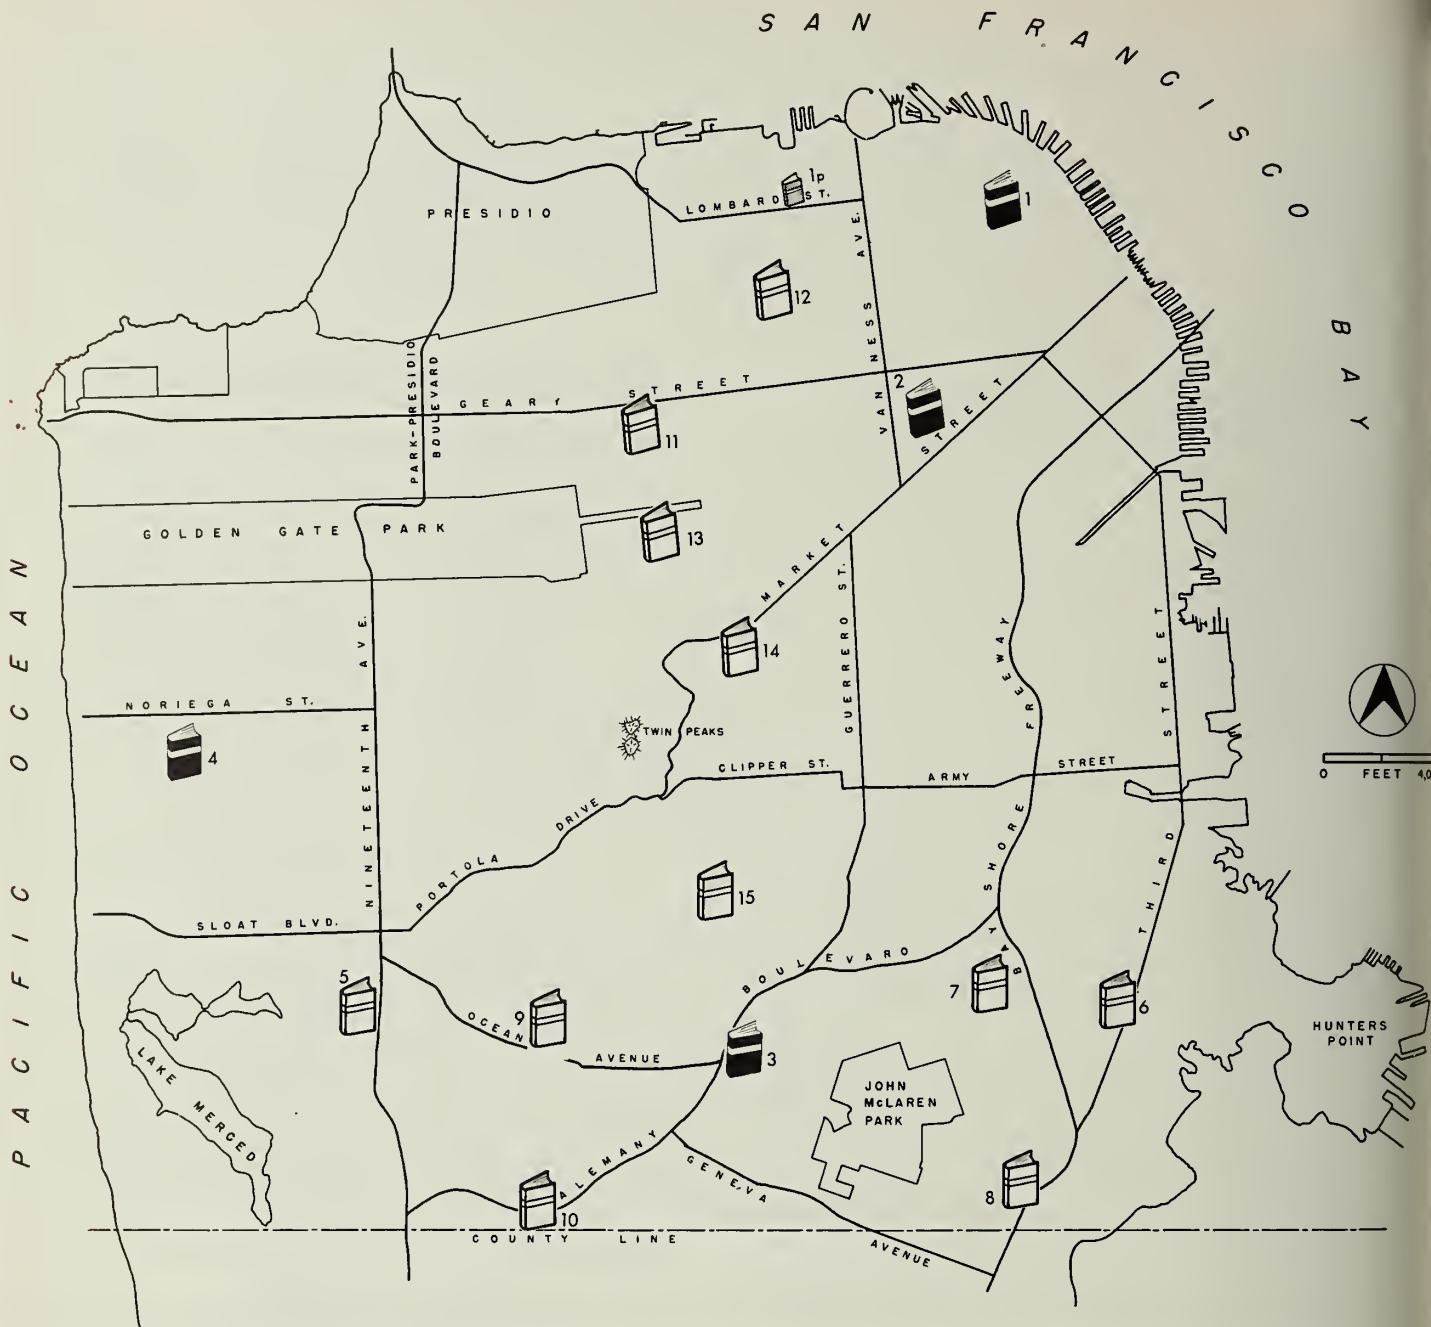 SAN FRANCISCO BAY
PACIFIC OCEAN
PRESIDIO
1p
LOMBARD ST.
1
12
VAN NESS AVE.
PARK-PRESIDIO
BOULEVARD
GEARY STREET
2
11
MARKET STREET
GOLDEN GATE PARK
13
14
GUERRERO ST.
FREEWAY
THIRD STREET
NORIEGA ST.
4
NINETEENTH AVE.
TWIN PEAKS
CLIPPER ST.
ARMY STREET
0 FEET
PORTOLA DRIVE
BAY SHORE
15
SLOAT BLVD.
5
9
OCEAN AVENUE
ALEMANY BOULEVARO
7
6
3
HUNTERS
POINT
LAKE MERCED
JOHN
McLAREN
PARK
GENEVA AVENUE
8
10
COUNTY LINE